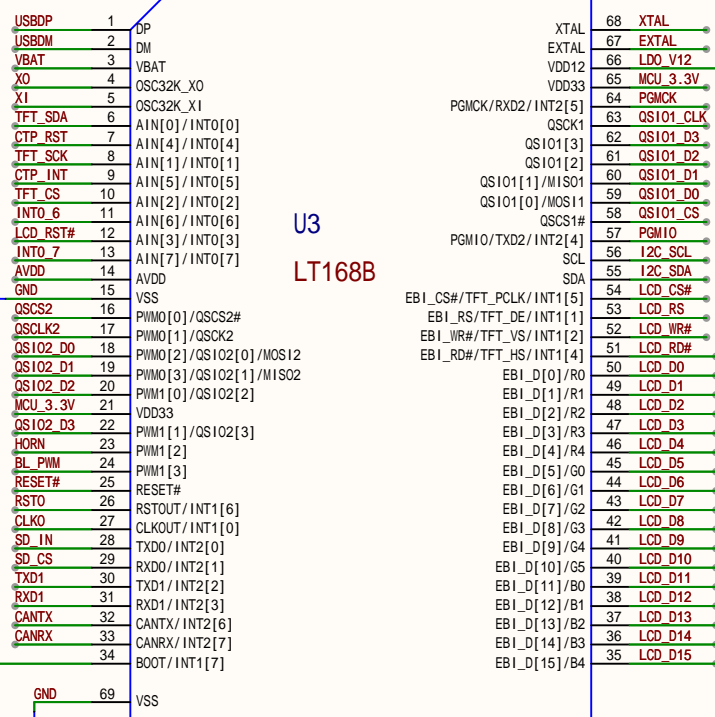 USBDP 1 DP
USBDM 2 DM
VBAT 3 VBAT
XO 4 OSC32K_XO
XI 5 OSC32K_XI
TFT_SDA 6 AIN[0]/INT0[0]
CTP_RST 7 AIN[4]/INT0[4]
TFT_SCK 8 AIN[1]/INT0[1]
CTP_INT 9 AIN[5]/INT0[5]
TFT_CS 10 AIN[2]/INT0[2]
INT0_6 11 AIN[6]/INT0[6]
LCD_RST# 12 AIN[3]/INT0[3]
INT0_7 13 AIN[7]/INT0[7]
AVDD 14 AVDD
GND 15 VSS
QSCS2 16 PWM0[0]/QSCS2#
QSCLK2 17 PWM0[1]/QSCK2
QSIO2_D0 18 PWM0[2]/QSIO2[0]/MOSI2
QSIO2_D1 19 PWM0[3]/QSIO2[1]/MISO2
QSIO2_D2 20 PWM1[0]/QSIO2[2]
MCU_3.3V 21 VDD33
QSIO2_D3 22 PWM1[1]/QSIO2[3]
HORN 23 PWM1[2]
BL_PWM 24 PWM1[3]
RESET# 25 RESET#
RSTO 26 RSTOUT/INT1[6]
CLKO 27 CLKOUT/INT1[0]
SD_IN 28 TXD0/INT2[0]
SD_CS 29 RXD0/INT2[1]
TXD1 30 TXD1/INT2[2]
RXD1 31 RXD1/INT2[3]
CANTX 32 CANTX/INT2[6]
CANRX 33 CANRX/INT2[7]
34 BOOT/INT1[7]
GND 69 VSS
U3
LT168B
XTAL 68 XTAL
EXTAL 67 EXTAL
VDD12 66 LDO_V12
VDD33 65 MCU_3.3V
PGMCK/RXD2/INT2[5] 64 PGMCK
QSCK1 63 QSIO1_CLK
QSIO1[3] 62 QSIO1_D3
QSIO1[2] 61 QSIO1_D2
QSIO1[1]/MISO1 60 QSIO1_D1
QSIO1[0]/MOSI1 59 QSIO1_D0
QSCS1# 58 QSIO1_CS
PGMIO/TXD2/INT2[4] 57 PGMIO
SCL 56 I2C_SCL
SDA 55 I2C_SDA
EBI_CS#/TFT_PCLK/INT1[5] 54 LCD_CS#
EBI_RS/TFT_DE/INT1[1] 53 LCD_RS
EBI_WR#/TFT_VS/INT1[2] 52 LCD_WR#
EBI_RD#/TFT_HS/INT1[4] 51 LCD_RD#
EBI_D[0]/R0 50 LCD_D0
EBI_D[1]/R1 49 LCD_D1
EBI_D[2]/R2 48 LCD_D2
EBI_D[3]/R3 47 LCD_D3
EBI_D[4]/R4 46 LCD_D4
EBI_D[5]/G0 45 LCD_D5
EBI_D[6]/G1 44 LCD_D6
EBI_D[7]/G2 43 LCD_D7
EBI_D[8]/G3 42 LCD_D8
EBI_D[9]/G4 41 LCD_D9
EBI_D[10]/G5 40 LCD_D10
EBI_D[11]/B0 39 LCD_D11
EBI_D[12]/B1 38 LCD_D12
EBI_D[13]/B2 37 LCD_D13
EBI_D[14]/B3 36 LCD_D14
EBI_D[15]/B4 35 LCD_D15